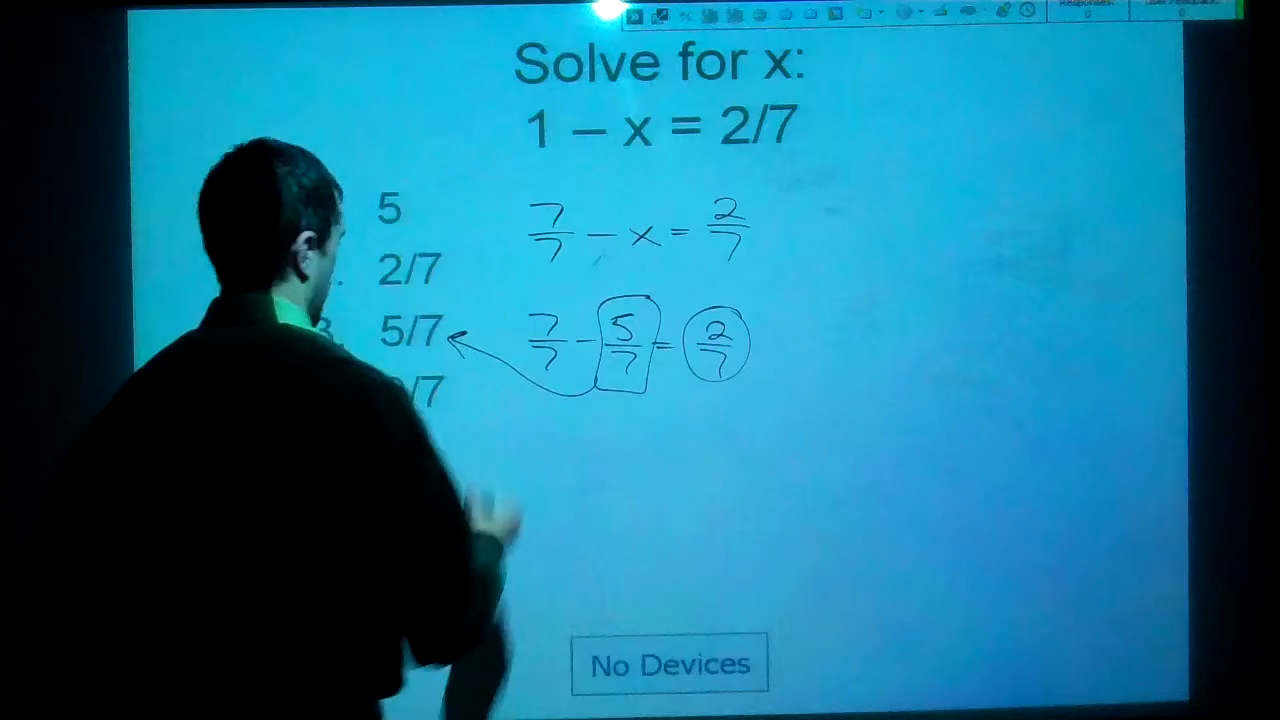 Solve for x:
1 – x = 2/7
5
2/7
3. 5/7
/7
7/7 – x = 2/7
7/7 – 5/7 = 2/7
No Devices